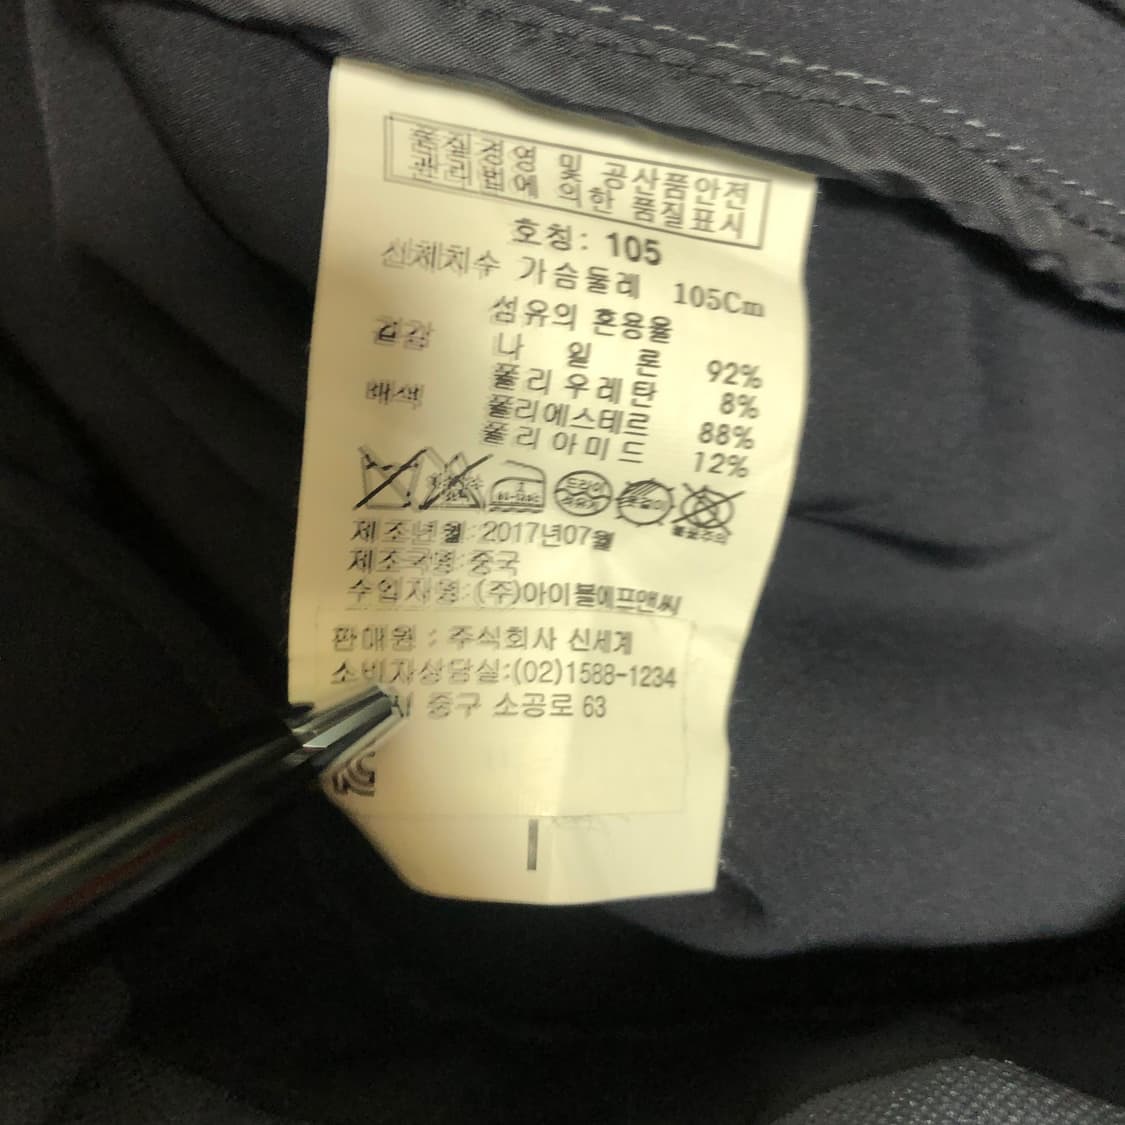 품질경영 및 공산품안전
관리법에 의한 품질표시
호칭: 105
신체치수 가슴둘레 105Cm
섬유의 혼용율
겉감 나 일 론 92%
폴리우레탄 8%
배색 폴리에스테르 88%
폴리아미드 12%
드라이
제조년월: 2017년07월
제조국명: 중국
수입자명: (주)아이블에프앤씨
판매원 : 주식회사 신세계
소비자상담실:(02)1588-1234
시 중구 소공로 63